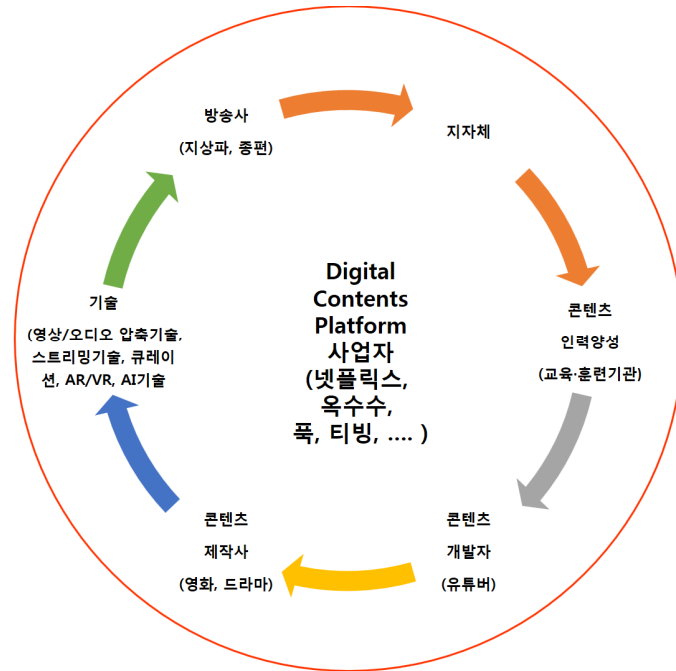 방송사
(지상파, 종편)
지자체
콘텐츠
인력양성
(교육·훈련기관)
콘텐츠
개발자
(유튜버)
콘텐츠
제작사
(영화, 드라마)
기술
(영상/오디오 압축기술,
스트리밍기술, 큐레이
션, AR/VR, AI기술
Digital
Contents
Platform
사업자
(넷플릭스,
옥수수,
푹, 티빙, .... )